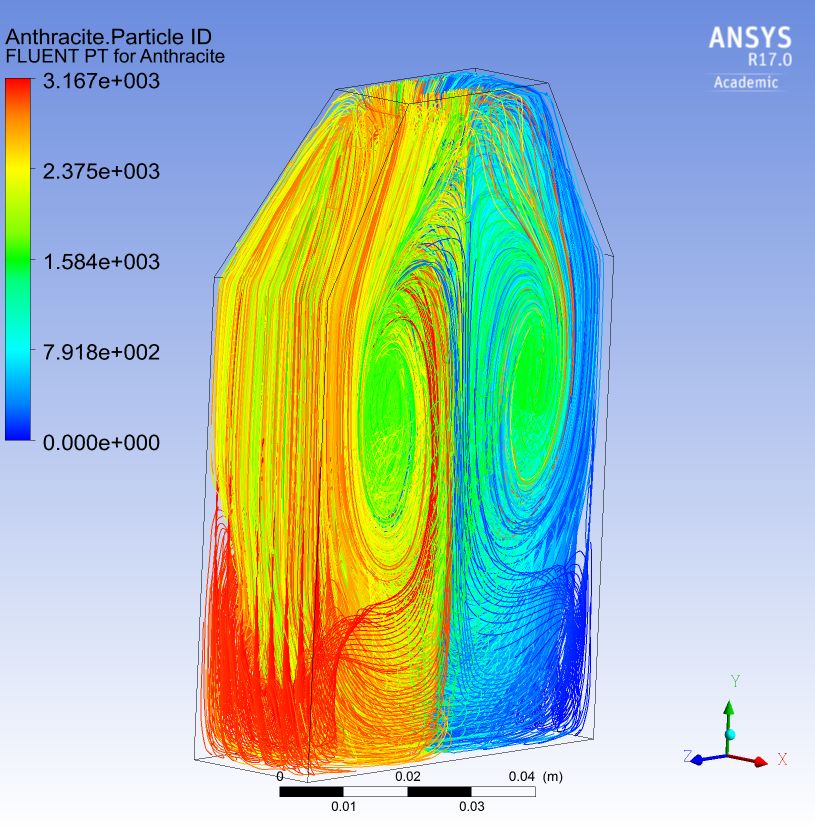 Anthracite.Particle ID
FLUENT PT for Anthracite
ANSYS
R17.0
Academic
3.167e+003
2.375e+003
1.584e+003
7.918e+002
0.000e+000
Y
Z
X
0 0.02 0.04 (m)
0.01 0.03